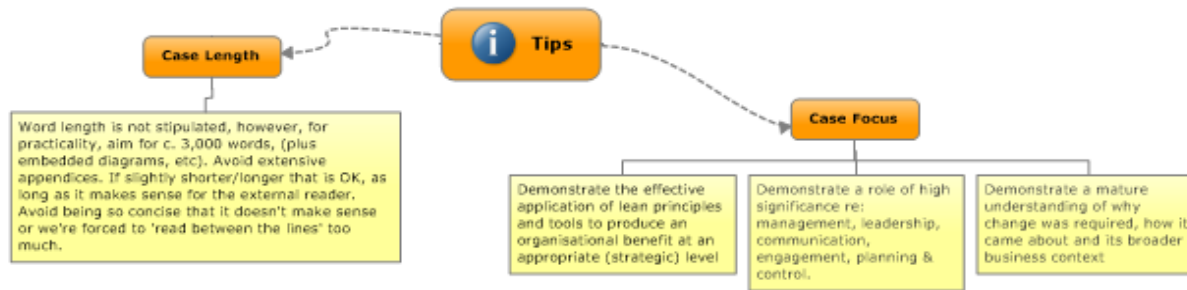 Tips
Case Length
Word length is not stipulated, however, for
practicality, aim for c. 3,000 words, (plus
embedded diagrams, etc). Avoid extensive
appendices. If slightly shorter/longer that is OK, as
long as it makes sense for the external reader.
Avoid being so concise that it doesn't make sense
or we're forced to 'read between the lines' too
much.
Case Focus
Demonstrate the effective
application of lean principles
and tools to produce an
organisational benefit at an
appropriate (strategic) level
Demonstrate a role of high
significance re:
management, leadership,
communication,
engagement, planning &
control.
Demonstrate a mature
understanding of why
change was required, how it
came about and its broader
business context